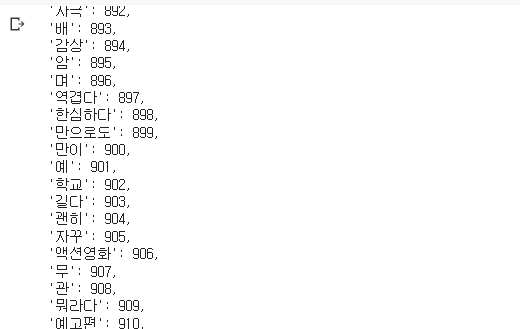 '자극': 892,
'배': 893,
'감상': 894,
'암': 895,
'며': 896,
'역겹다': 897,
'한심하다': 898,
'만으로도': 899,
'만이': 900,
'예': 901,
'학교': 902,
'길다': 903,
'괜히': 904,
'자꾸': 905,
'액션영화': 906,
'무': 907,
'관': 908,
'뭐라다': 909,
'예고편': 910,